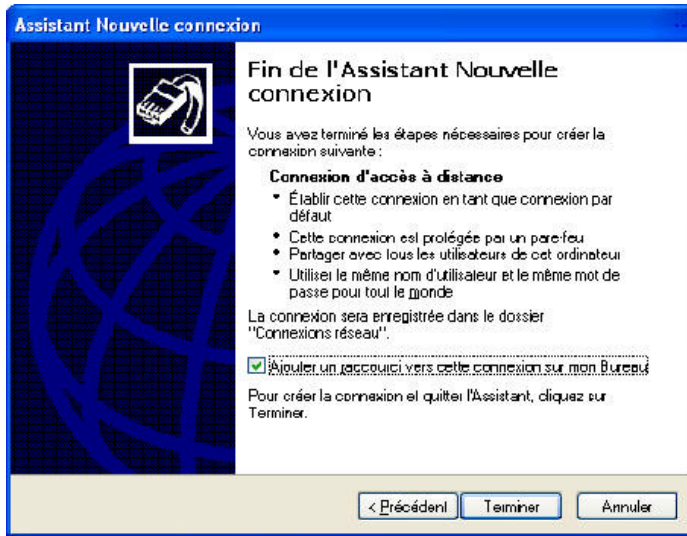 Assistant Nouvelle connexion
Fin de l'Assistant Nouvelle
connexion
Vous avez terminé les étapes nécessaires pour créer la
connexion suivante :
Connexion d'accès à distance
• Établir cette connexion en tant que connexion par
défaut
• Cette connexion est protégée par un pare-feu
• Partager avec tous les utilisateurs de cet ordinateur
• Utiliser le même nom d'utilisateur et le même mot de
passe pour tout le monde
La connexion sera enregistrée dans le dossier
"Connexions réseau".
Ajouter un raccourci vers cette connexion sur mon Bureau
Pour créer la connexion et quitter l'Assistant, cliquez sur
Terminer.
< Précédent Terminer Annuler